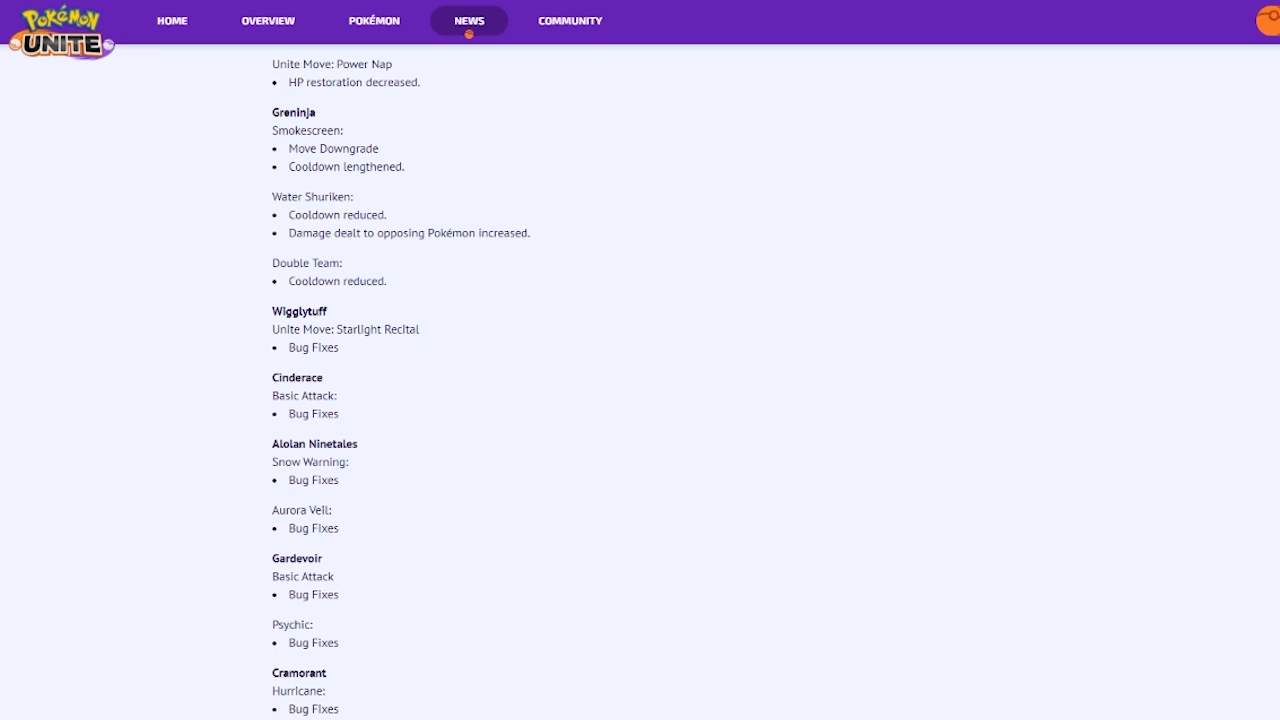 Pokémon
UNITE
HOME
OVERVIEW
POKÉMON
NEWS
COMMUNITY
Unite Move: Power Nap
• HP restoration decreased.
Greninja
Smokescreen:
• Move Downgrade
• Cooldown lengthened.
Water Shuriken:
• Cooldown reduced.
• Damage dealt to opposing Pokémon increased.
Double Team:
• Cooldown reduced.
Wigglytuff
Unite Move: Starlight Recital
• Bug Fixes
Cinderace
Basic Attack:
• Bug Fixes
Alolan Ninetales
Snow Warning:
• Bug Fixes
Aurora Veil:
• Bug Fixes
Gardevoir
Basic Attack
• Bug Fixes
Psychic:
• Bug Fixes
Cramorant
Hurricane:
• Bug Fixes